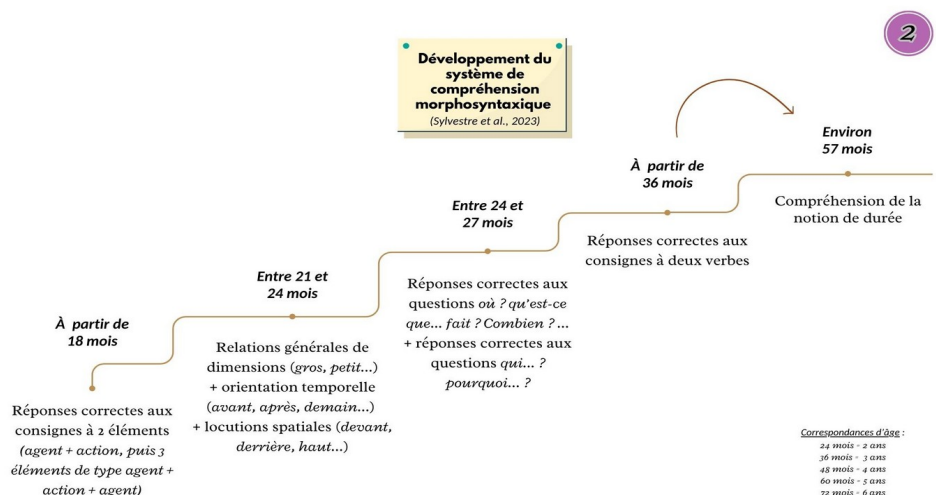 2
Développement du
système de
compréhension
morphosyntaxique
(Sylvestre et al., 2023)
À partir de
18 mois
Réponses correctes aux
consignes à 2 éléments
(agent + action, puis 3
éléments de type agent +
action + agent)
Entre 21 et
24 mois
Relations générales de
dimensions (gros, petit...)
+ orientation temporelle
(avant, après, demain...)
+ locutions spatiales (devant,
derrière, haut...)
Entre 24 et
27 mois
Réponses correctes aux
questions où ? qu'est-ce
que... fait ? Combien ? ...
+ réponses correctes aux
questions qui... ?
pourquoi... ?
À partir de
36 mois
Réponses correctes aux
consignes à deux verbes
Environ
57 mois
Compréhension de la
notion de durée
Correspondances d'âge :
24 mois - 2 ans
36 mois - 3 ans
48 mois - 4 ans
60 mois - 5 ans
72 mois - 6 ans